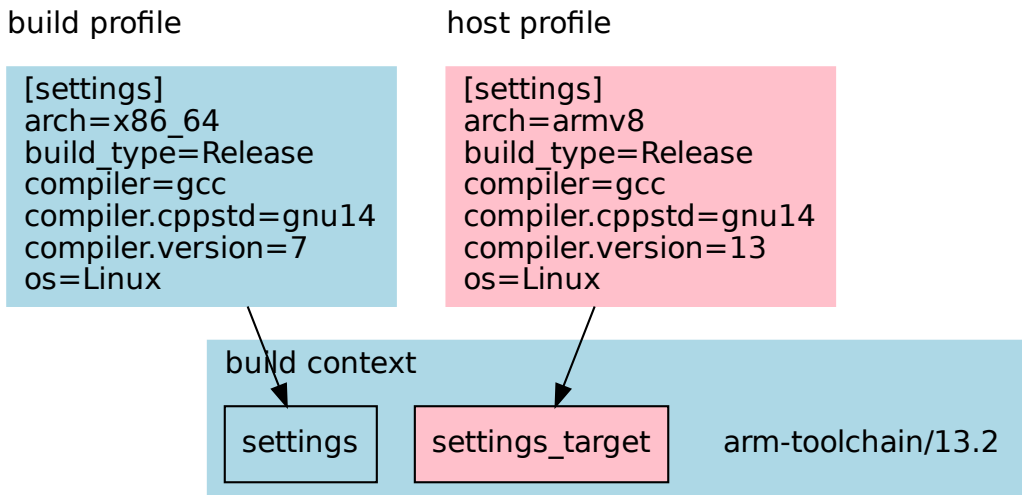 build profile
[settings]
arch=x86_64
build_type=Release
compiler=gcc
compiler.cppstd=gnu14
compiler.version=7
os=Linux
host profile
[settings]
arch=armv8
build_type=Release
compiler=gcc
compiler.cppstd=gnu14
compiler.version=13
os=Linux
build context
settings
settings_target
arm-toolchain/13.2